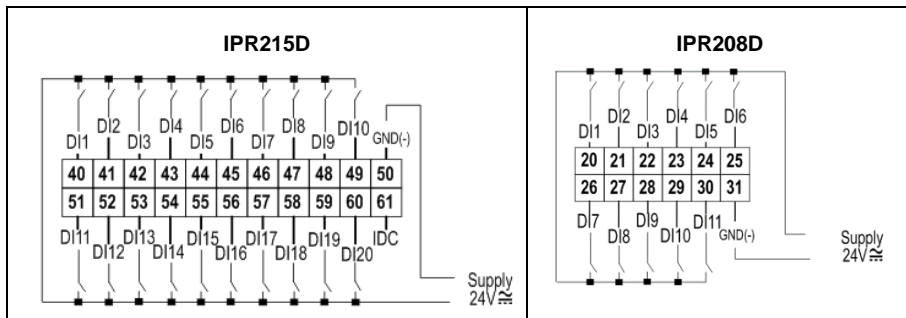 IPR215D
DI1 DI2 DI3 DI4 DI5 DI6 DI7 DI8 DI9 DI10 GND(-)
40 41 42 43 44 45 46 47 48 49 50
51 52 53 54 55 56 57 58 59 60 61
DI11 DI12 DI13 DI14 DI15 DI16 DI17 DI18 DI19 DI20 IDC
Supply
24V
IPR208D
DI1 DI2 DI3 DI4 DI5 DI6
20 21 22 23 24 25
26 27 28 29 30 31
DI7 DI8 DI9 DI10 DI11 GND(-)
Supply
24V